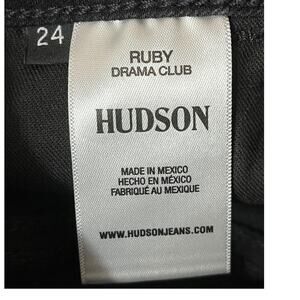 24
RUBY
DRAMA CLUB
HUDSON
MADE IN MEXICO
HECHO EN MÉXICO
FABRIQUÉ AU MEXIQUE
WWW.HUDSONJEANS.COM